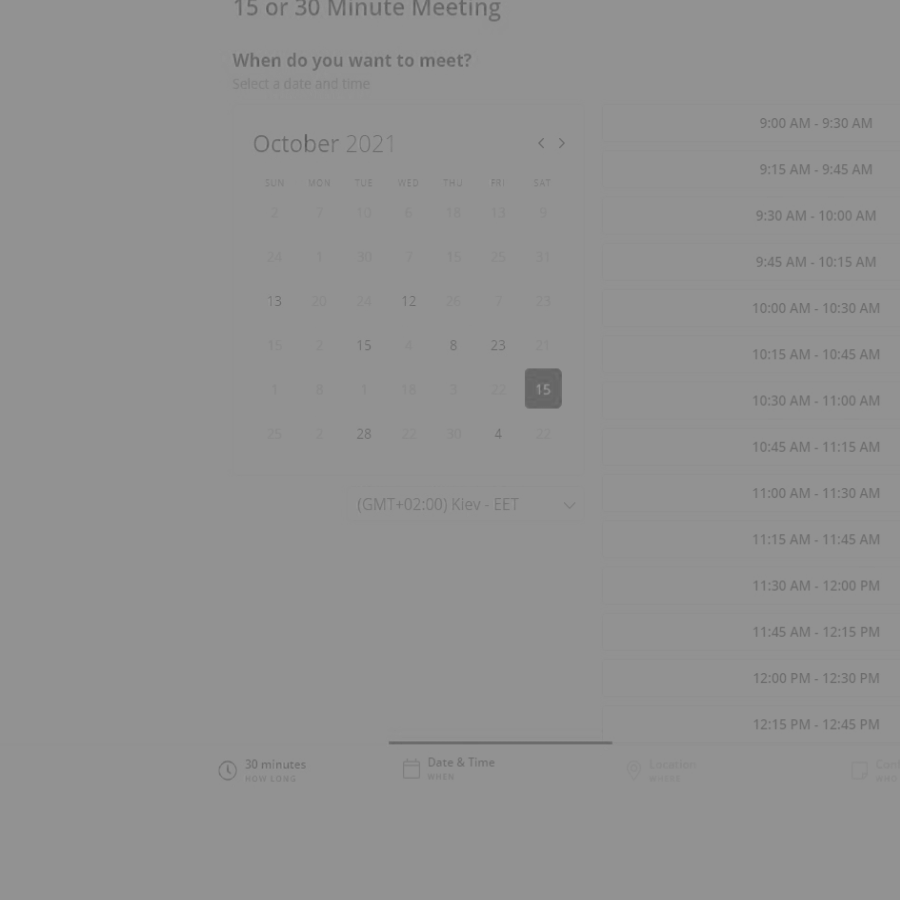 15 or 30 Minute Meeting
When do you want to meet?
Select a date and time
October 2021
SUN MON TUE WED THU FRI SAT
2 7 10 6 18 13 9
24 1 30 7 15 25 31
13 20 24 12 26 7 23
15 2 15 4 8 23 21
1 8 1 18 3 22 15
25 2 28 22 30 4 22
(GMT+02:00) Kiev - EET
9:00 AM - 9:30 AM
9:15 AM - 9:45 AM
9:30 AM - 10:00 AM
9:45 AM - 10:15 AM
10:00 AM - 10:30 AM
10:15 AM - 10:45 AM
10:30 AM - 11:00 AM
10:45 AM - 11:15 AM
11:00 AM - 11:30 AM
11:15 AM - 11:45 AM
11:30 AM - 12:00 PM
11:45 AM - 12:15 PM
12:00 PM - 12:30 PM
12:15 PM - 12:45 PM
30 minutes
HOW LONG
Date & Time
WHEN
Location
WHERE
WHO